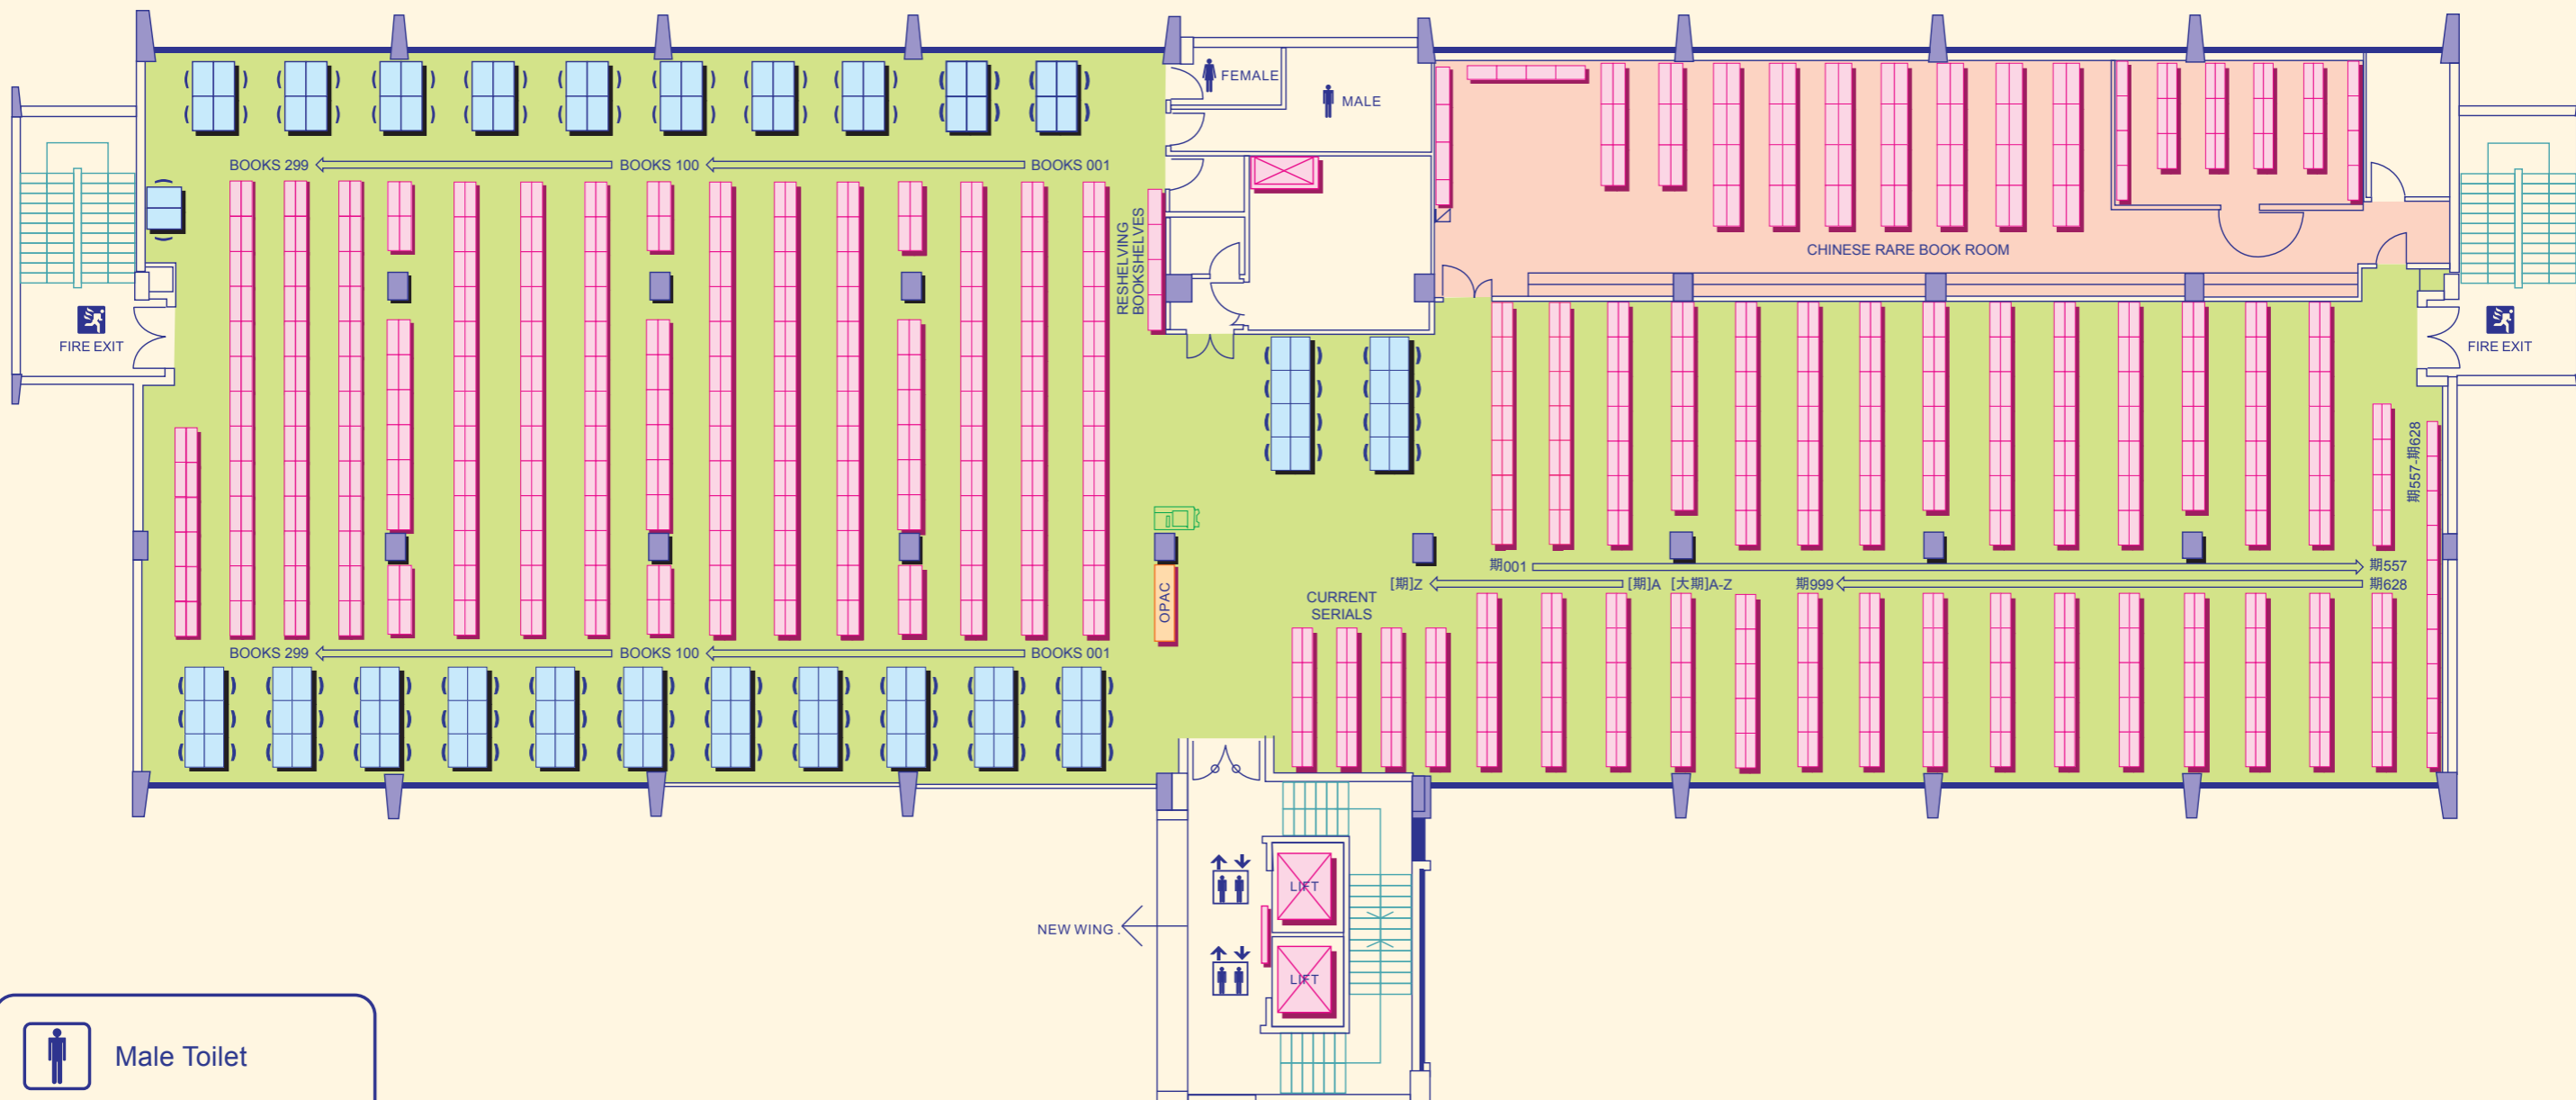 FEMALE
MALE
BOOKS 299
BOOKS 100
BOOKS 001
RESHELVING
BOOKSHELVES
CHINESE RARE BOOK ROOM
FIRE EXIT
FIRE EXIT
期557-期628
OPAC
期001
期557
[期]Z
[期]A
[大期]A-Z
期999
期628
CURRENT
SERIALS
BOOKS 299
BOOKS 100
BOOKS 001
LIFT
NEW WING .
LIFT
Male Toilet